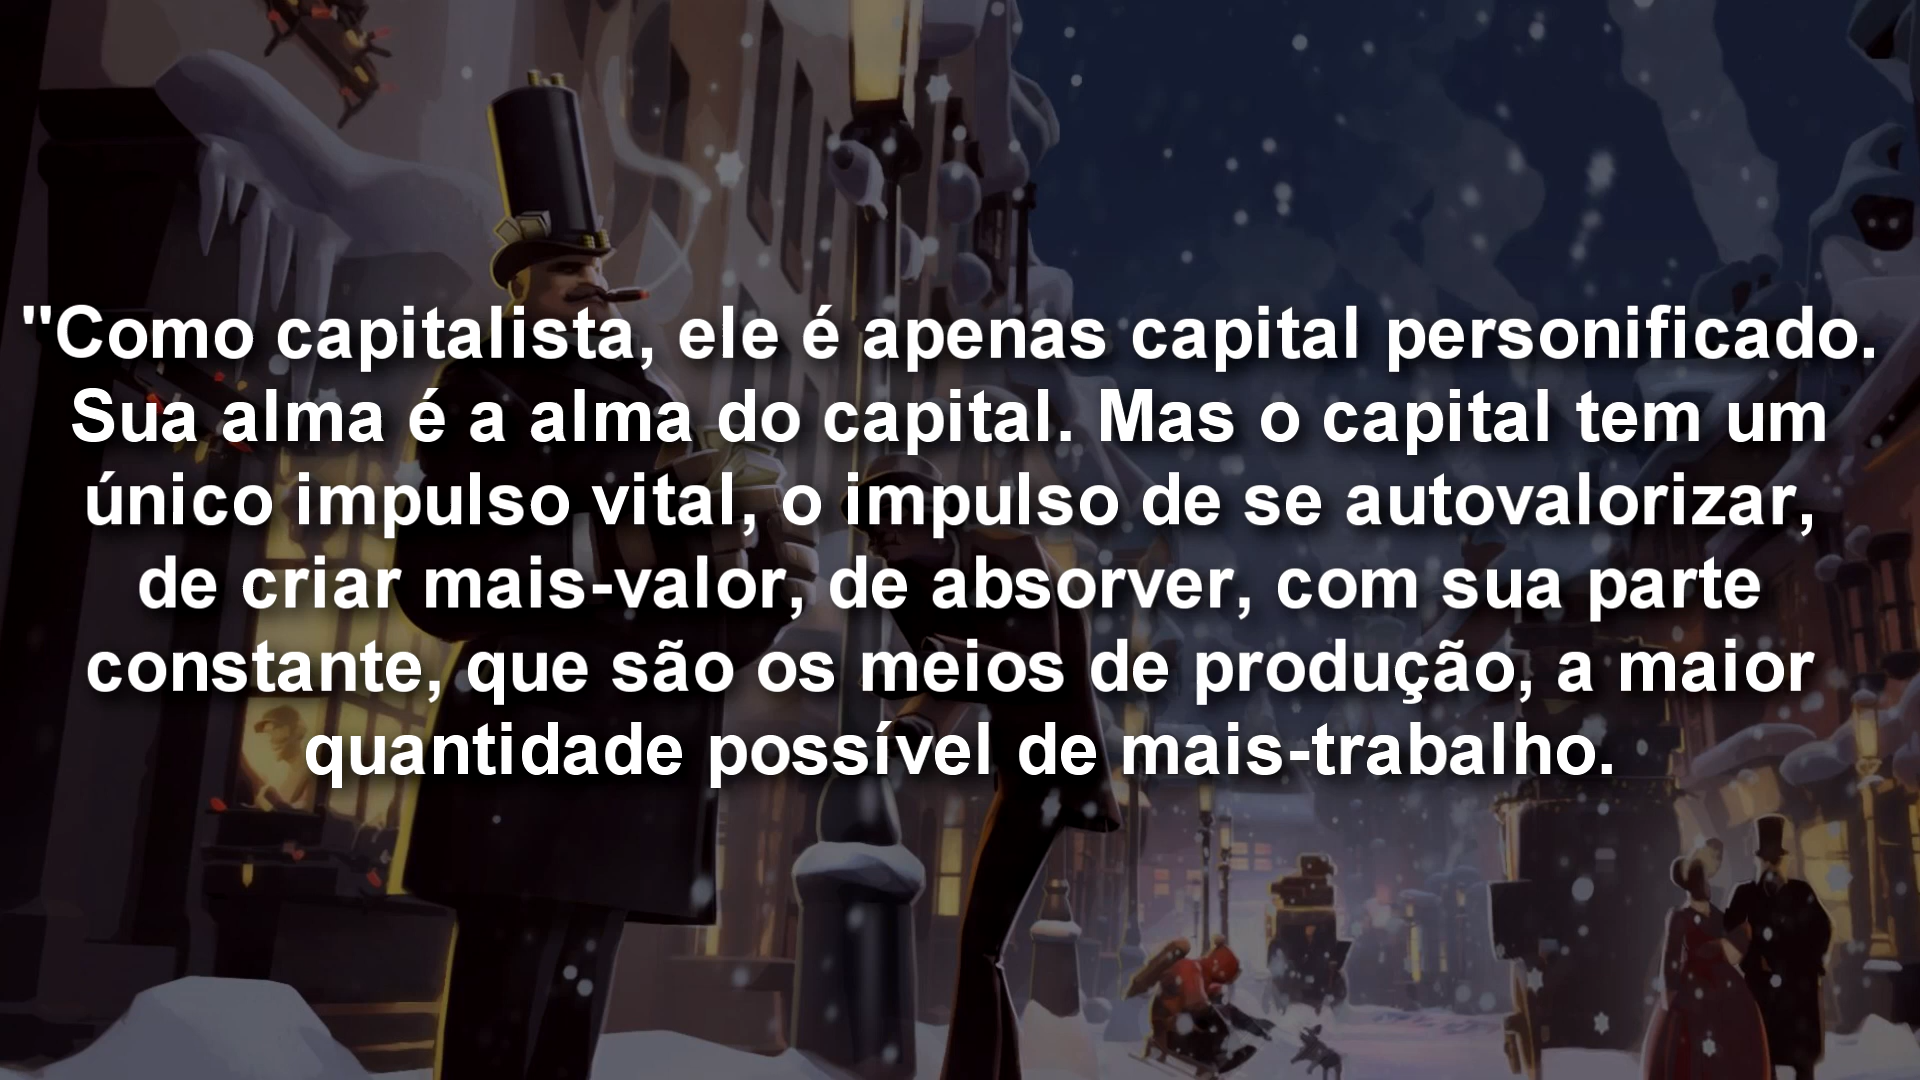 "Como capitalista, ele é apenas capital personificado.
Sua alma é a alma do capital. Mas o capital tem um
único impulso vital, o impulso de se autovalorizar,
de criar mais-valor, de absorver, com sua parte
constante, que são os meios de produção, a maior
quantidade possível de mais-trabalho.